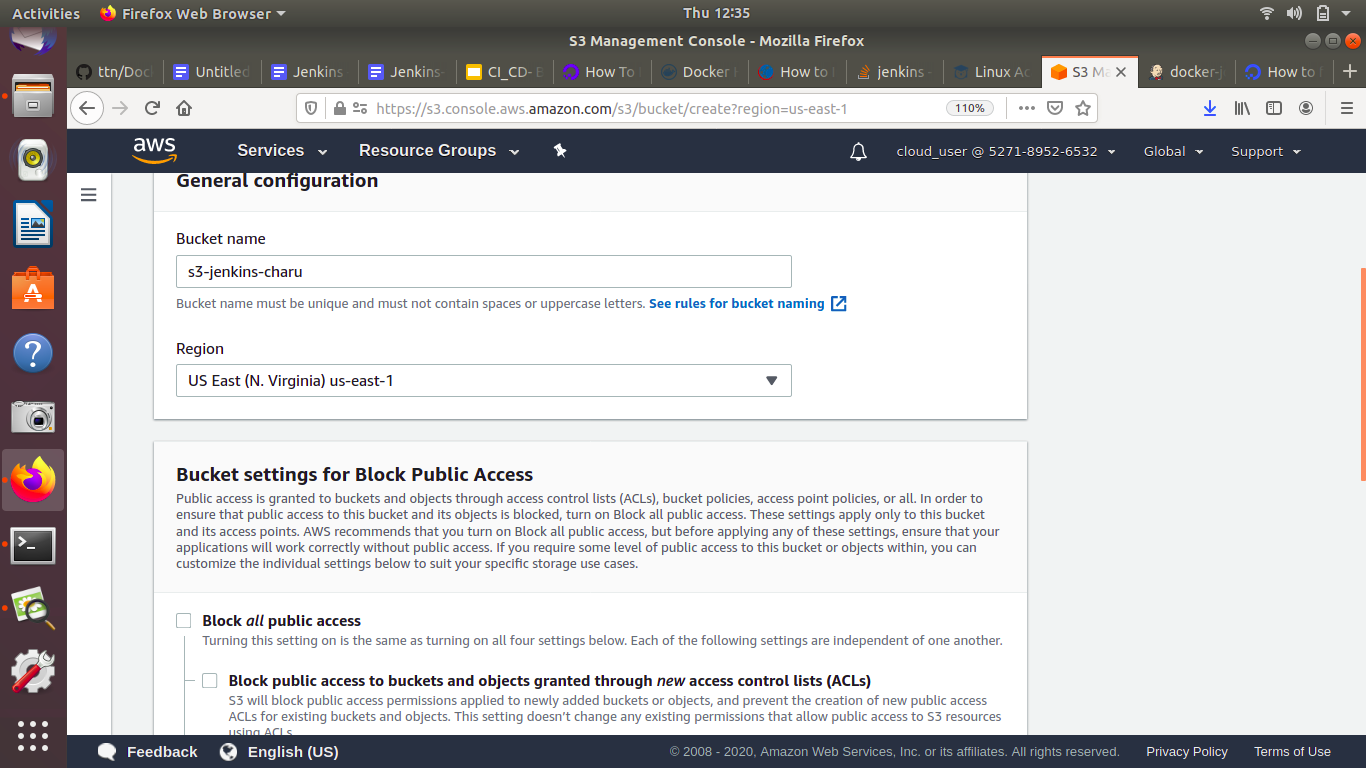 Activities Firefox Web Browser Thu 12:35
S3 Management Console - Mozilla Firefox
ttn/Doc Untitled Jenkins Jenkins- CI_CD- How To Docker How to jenkins - Linux Ac S3 Ma docker-j How to
https://s3.console.aws.amazon.com/s3/bucket/create?region=us-east-1 110%
aws Services Resource Groups cloud_user @ 5271-8952-6532 Global Support
General configuration
Bucket name
s3-jenkins-charu
Bucket name must be unique and must not contain spaces or uppercase letters. See rules for bucket naming
Region
US East (N. Virginia) us-east-1
Bucket settings for Block Public Access
Public access is granted to buckets and objects through access control lists (ACLs), bucket policies, access point policies, or all. In order to
ensure that public access to this bucket and its objects is blocked, turn on Block all public access. These settings apply only to this bucket
and its access points. AWS recommends that you turn on Block all public access, but before applying any of these settings, ensure that your
applications will work correctly without public access. If you require some level of public access to this bucket or objects within, you can
customize the individual settings below to suit your specific storage use cases.
Block all public access
Turning this setting on is the same as turning on all four settings below. Each of the following settings are independent of one another.
Block public access to buckets and objects granted through new access control lists (ACLs)
S3 will block public access permissions applied to newly added buckets or objects, and prevent the creation of new public access
ACLs for existing buckets and objects. This setting doesn't change any existing permissions that allow public access to S3 resources
using ACLs
Feedback English (US) © 2008 - 2020, Amazon Web Services, Inc. or its affiliates. All rights reserved. Privacy Policy Terms of Use